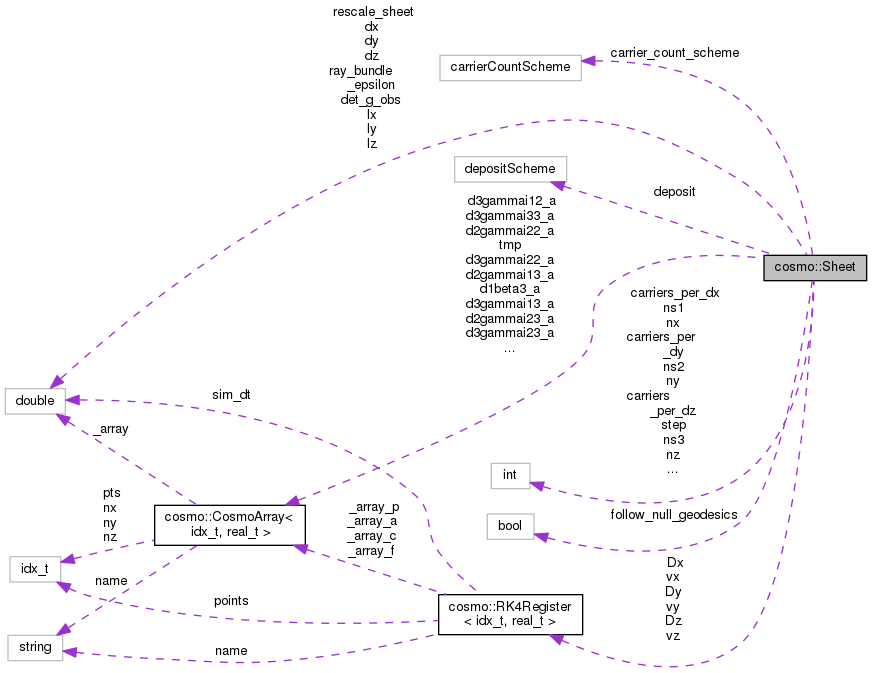 rescale_sheet
dx
dy
dz
ray_bundle
_epsilon
det_g_obs
lx
ly
lz
carrier_count_scheme
carrierCountScheme
depositScheme
deposit
d3gammai12_a
d3gammai33_a
d2gammai22_a
tmp
d3gammai22_a
d2gammai13_a
d1beta3_a
d3gammai13_a
d2gammai23_a
d3gammai23_a
...
cosmo::Sheet
carriers_per_dx
ns1
nx
carriers_per
_dy
ns2
ny
carriers
_per_dz
step
ns3
nz
...
double
sim_dt
_array
int
pts
nx
ny
nz
cosmo::CosmoArray<
idx_t, real_t >
_array_p
_array_a
_array_c
_array_f
bool
follow_null_geodesics
idx_t
name
points
cosmo::RK4Register
< idx_t, real_t >
Dx
vx
Dy
vy
Dz
vz
string
name